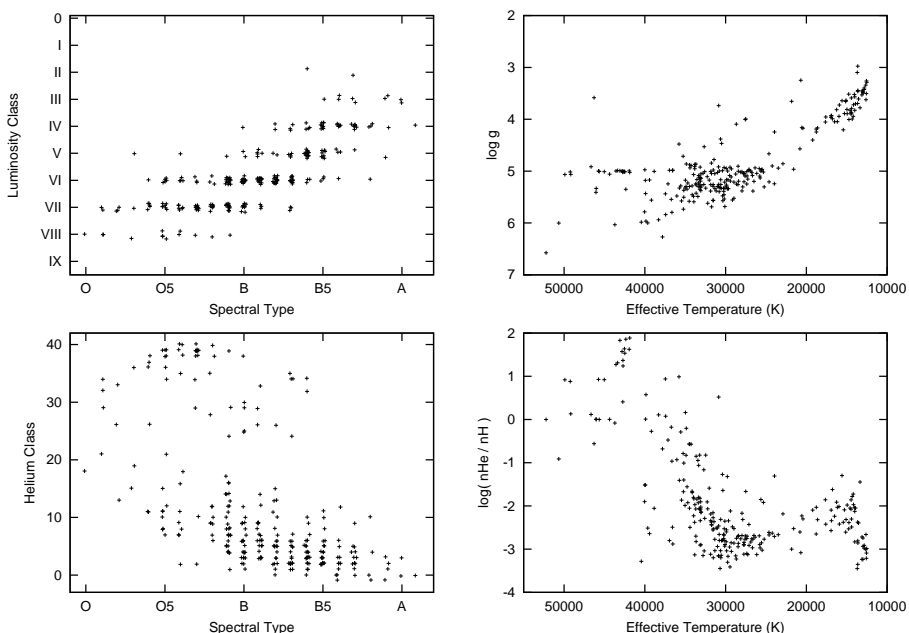 0
I
II
III
IV
V
VI
VII
VIII
IX
Luminosity Class
O
O5
B
B5
A
Spectral Type
2
3
4
5
6
7
log g
50000
40000
30000
20000
10000
Effective Temperature (K)
40
30
20
10
0
Helium Class
O
O5
B
B5
A
Spectral Type
2
1
0
-1
-2
-3
-4
log( nHe / nH )
50000
40000
30000
20000
10000
Effective Temperature (K)